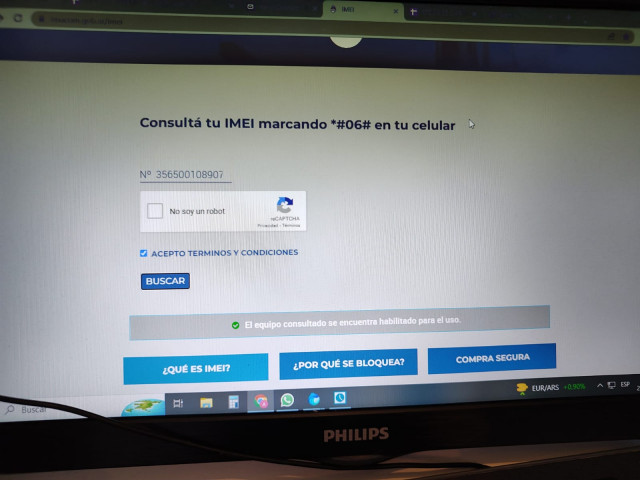 IMEI
Consultá tu IMEI marcando *#06# en tu celular
Nº 356500108907
No soy un robot
reCAPTCHA
Privacidad - Términos
ACEPTO TERMINOS Y CONDICIONES
BUSCAR
El equipo consultado se encuentra habilitado para el uso.
¿QUÉ ES IMEI?
¿POR QUÉ SE BLOQUEA?
COMPRA SEGURA
Buscar
EUR/ARS +0,90%
ESP
PHILIPS